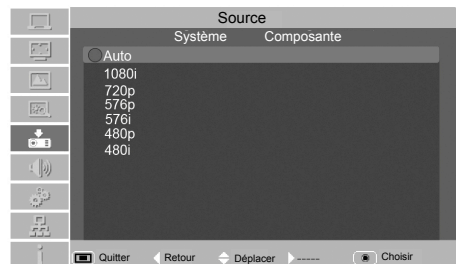 Source
Système Composante
Auto
1080i
720p
576p
576i
480p
480i
Quitter Retour Déplacer ----- Choisir